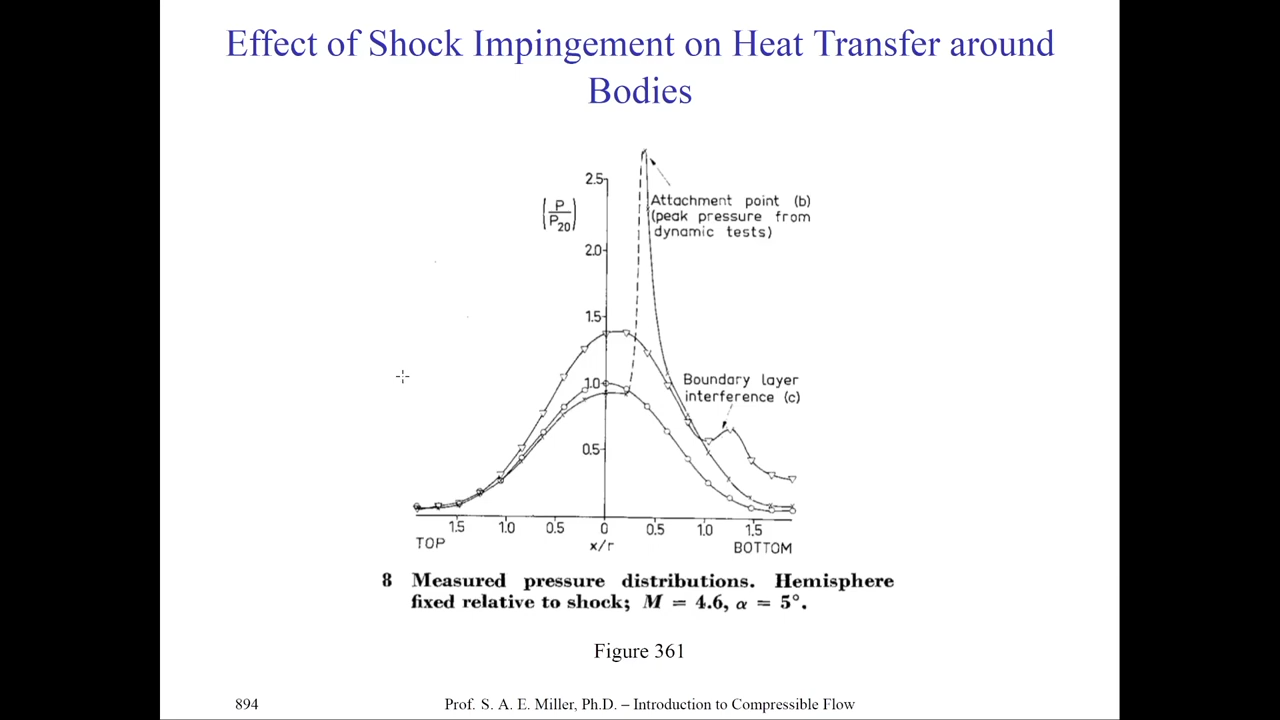 Effect of Shock Impingement on Heat Transfer around
Bodies
2.5
(P/P20)
Attachment point (b)
(peak pressure from
dynamic tests)
2.0
1.5
Boundary layer
interference (c)
1.0
0.5
1.5 1.0 0.5 0 0.5 1.0 1.5
TOP x/r BOTTOM
8 Measured pressure distributions. Hemisphere
fixed relative to shock; M = 4.6, α = 5°.
Figure 361
894 Prof. S. A. E. Miller, Ph.D. – Introduction to Compressible Flow